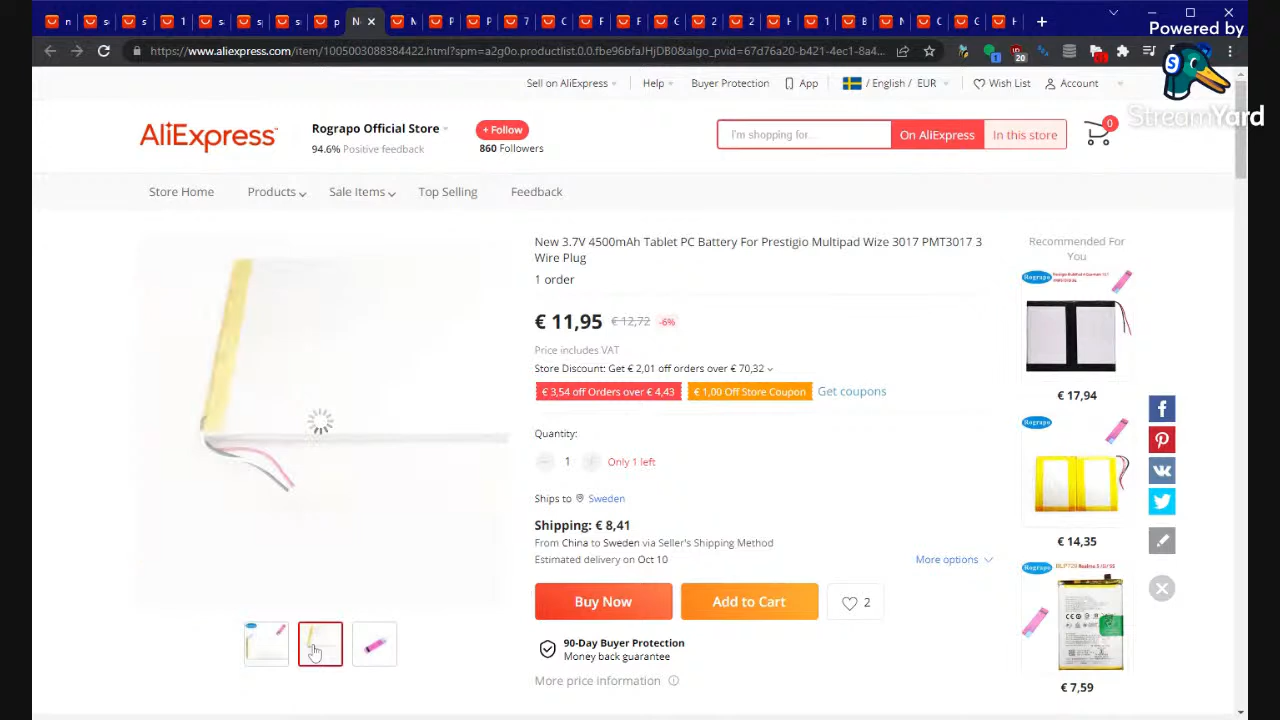 Powered by
StreamYard
https://www.aliexpress.com/item/1005003088384422.html?spm=a2g0o.productlist.0.0.fbe96bfaJHjDB0&algo_pvid=67d76a20-b421-4ec1-8a4...
20
1
Sell on AliExpress
Help
Buyer Protection
App
/ English / EUR
Wish List
Account
AliExpress
Rograpo Official Store
94.6% Positive feedback
+ Follow
860 Followers
I'm shopping for...
On AliExpress
In this store
0
Store Home
Products
Sale Items
Top Selling
Feedback
New 3.7V 4500mAh Tablet PC Battery For Prestigio Multipad Wize 3017 PMT3017 3
Wire Plug
1 order
€ 11,95 € 12,72 -6%
Price includes VAT
Store Discount: Get € 2,01 off orders over € 70,32
€ 3,54 off Orders over € 4,43
€ 1,00 Off Store Coupon
Get coupons
Quantity:
1
Only 1 left
Ships to Sweden
Shipping: € 8,41
From China to Sweden via Seller's Shipping Method
Estimated delivery on Oct 10
More options
Buy Now
Add to Cart
2
90-Day Buyer Protection
Money back guarantee
More price information
Recommended For
You
Rograpo
€ 17,94
Rograpo
€ 14,35
Rograpo
€ 7,59